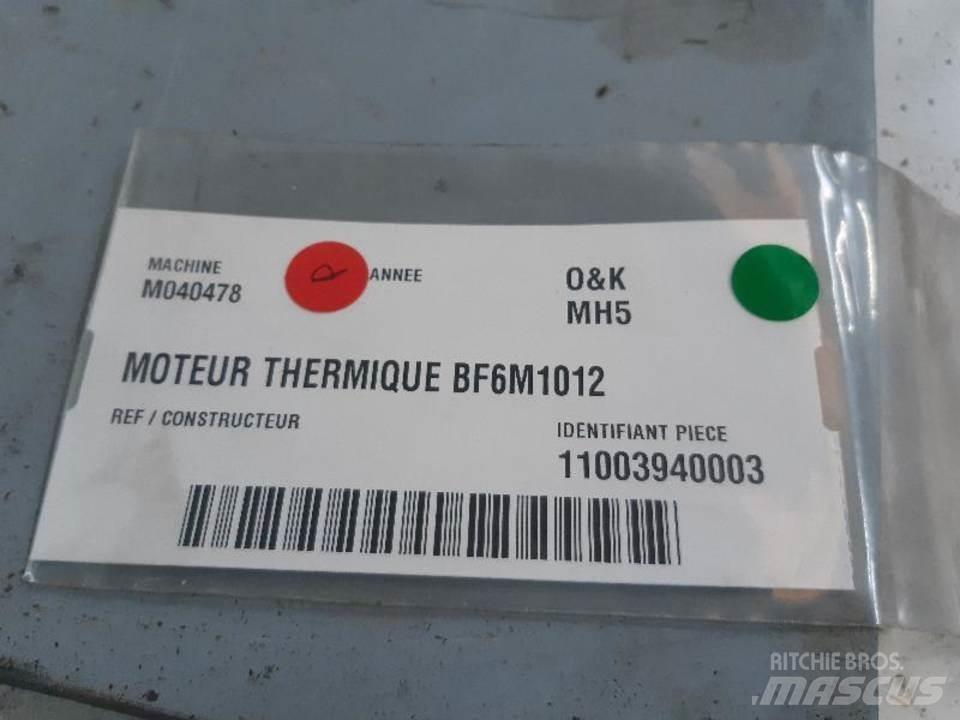 MACHINE
M040478
ANNEE
O&K
MH5
MOTEUR THERMIQUE BF6M1012
REF / CONSTRUCTEUR
IDENTIFIANT PIECE
11003940003
RITCHIE BROS.
MASCUS